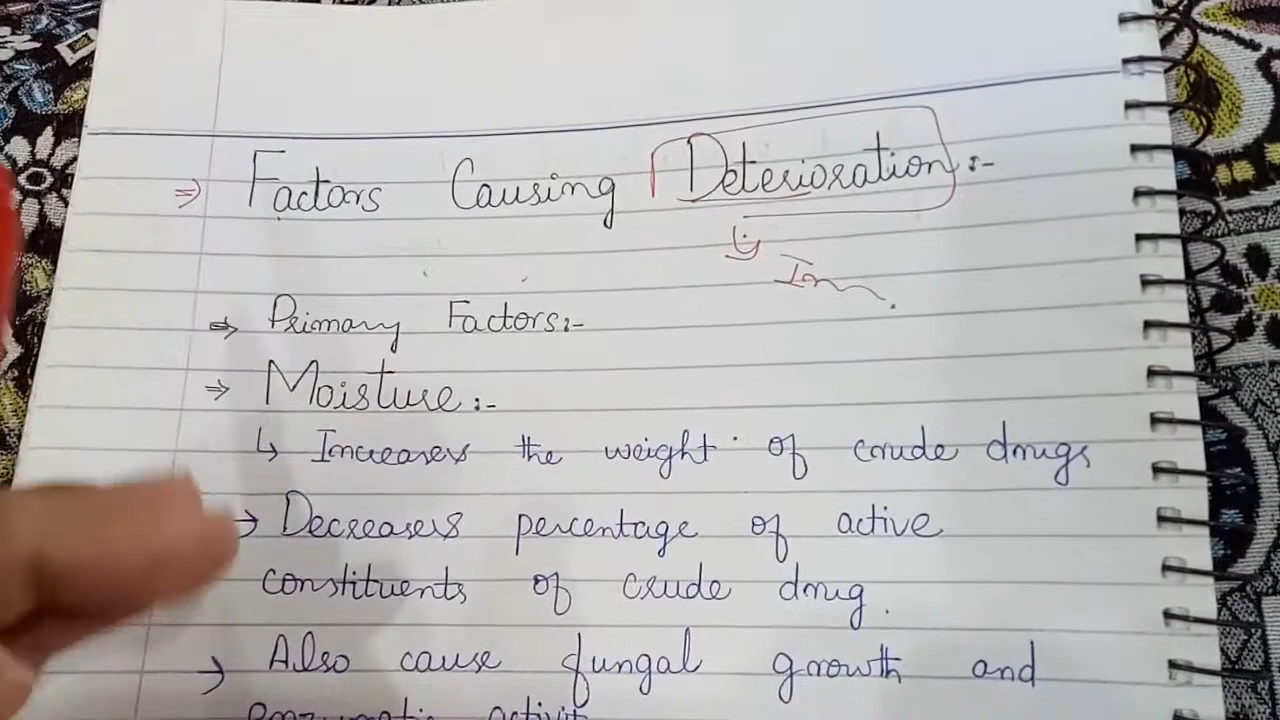 ⇒ Factors Causing Deterioration :-
⇒ Primary Factors :-
⇒ Moisture :-
↳ Increases the weight of crude drugs
→ Decreases percentage of active
constituents of crude drug.
→ Also cause fungal growth and
enzymatic